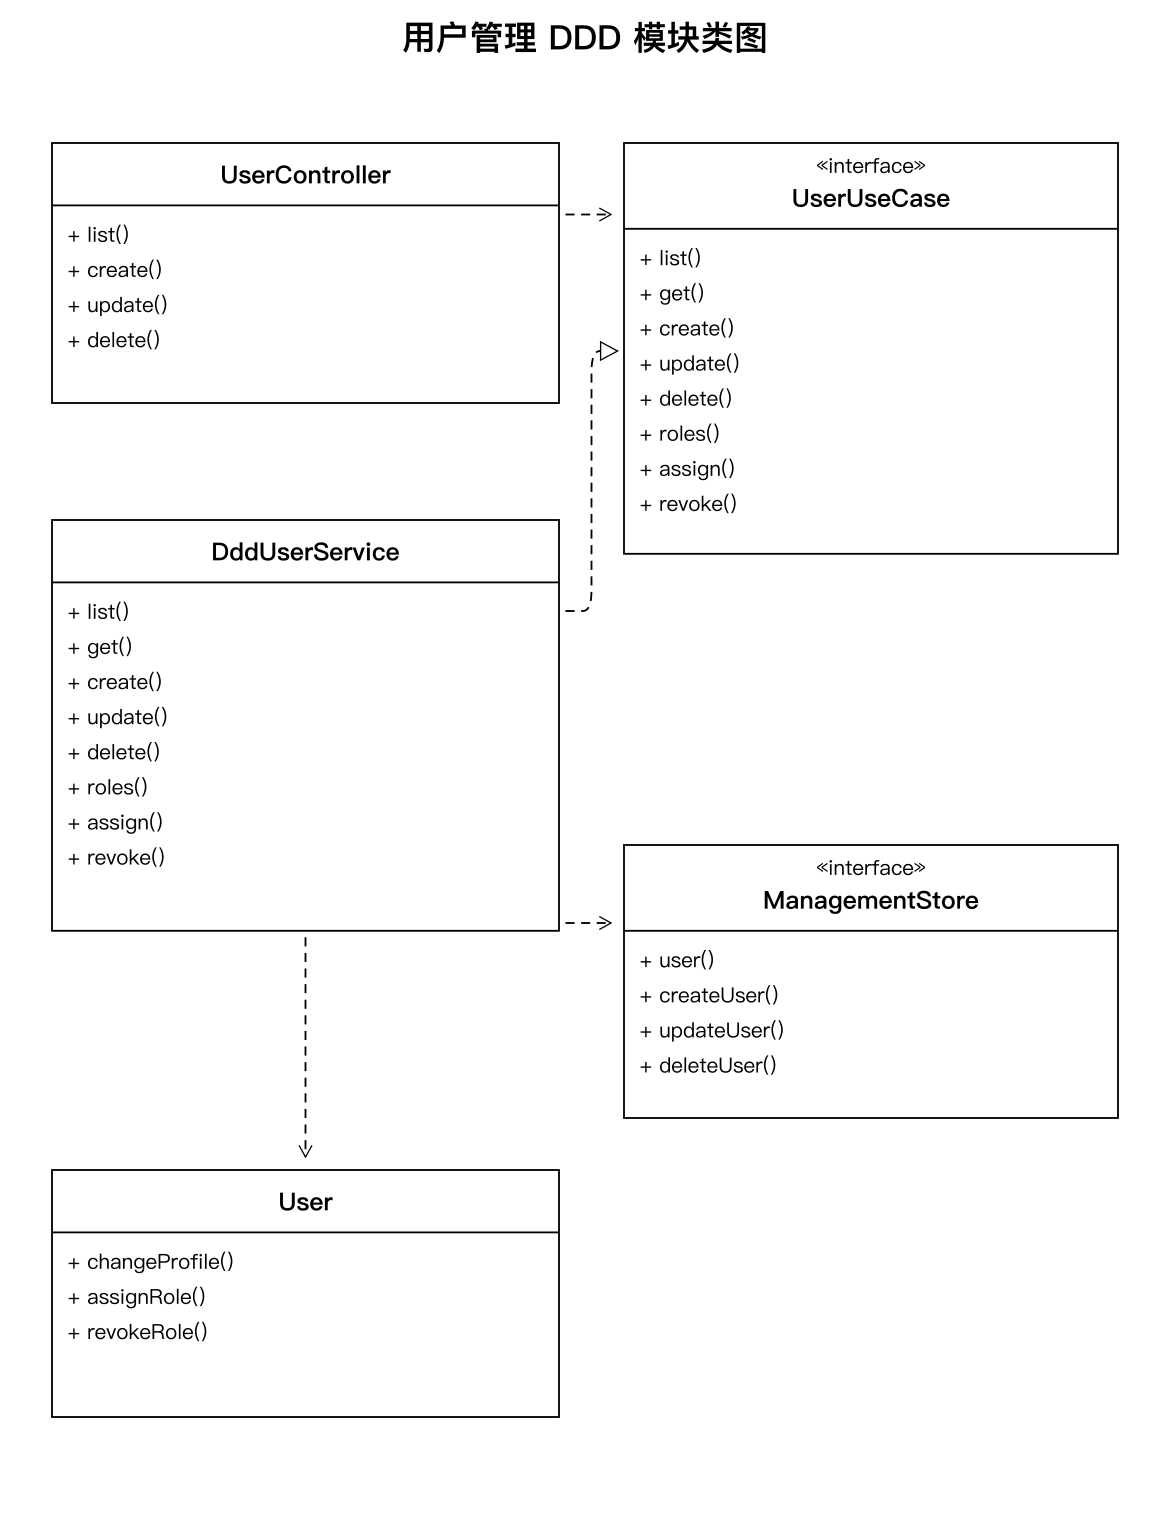 用户管理 DDD 模块类图
UserController
+ list()
+ create()
+ update()
+ delete()
«interface»
UserUseCase
+ list()
+ get()
+ create()
+ update()
+ delete()
+ roles()
+ assign()
+ revoke()
DddUserService
+ list()
+ get()
+ create()
+ update()
+ delete()
+ roles()
+ assign()
+ revoke()
«interface»
ManagementStore
+ user()
+ createUser()
+ updateUser()
+ deleteUser()
User
+ changeProfile()
+ assignRole()
+ revokeRole()